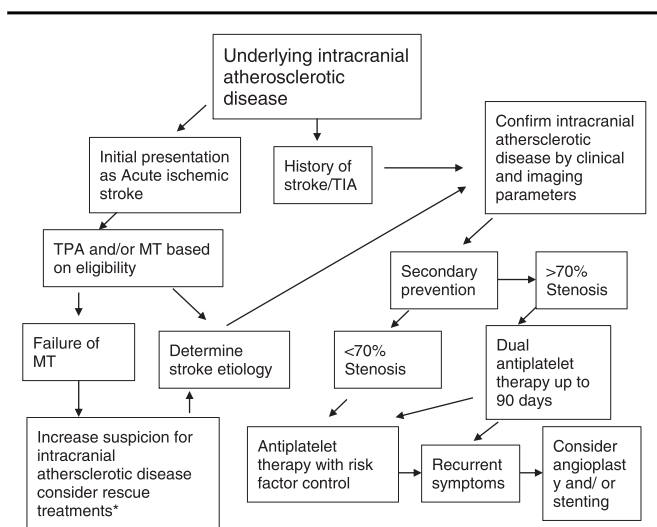 Underlying intracranial
atherosclerotic
disease
Initial presentation
as Acute ischemic
stroke
History of
stroke/TIA
Confirm intracranial
athersclerotic
disease by clinical
and imaging
parameters
TPA and/or MT based
on eligibility
Secondary
prevention
>70%
Stenosis
Failure of
MT
Determine
stroke etiology
<70%
Stenosis
Dual
antiplatelet
therapy up to
90 days
Increase suspicion for
intracranial
athersclerotic disease
consider rescue
treatments*
Antiplatelet
therapy with risk
factor control
Recurrent
symptoms
Consider
angioplast
y and/ or
stenting